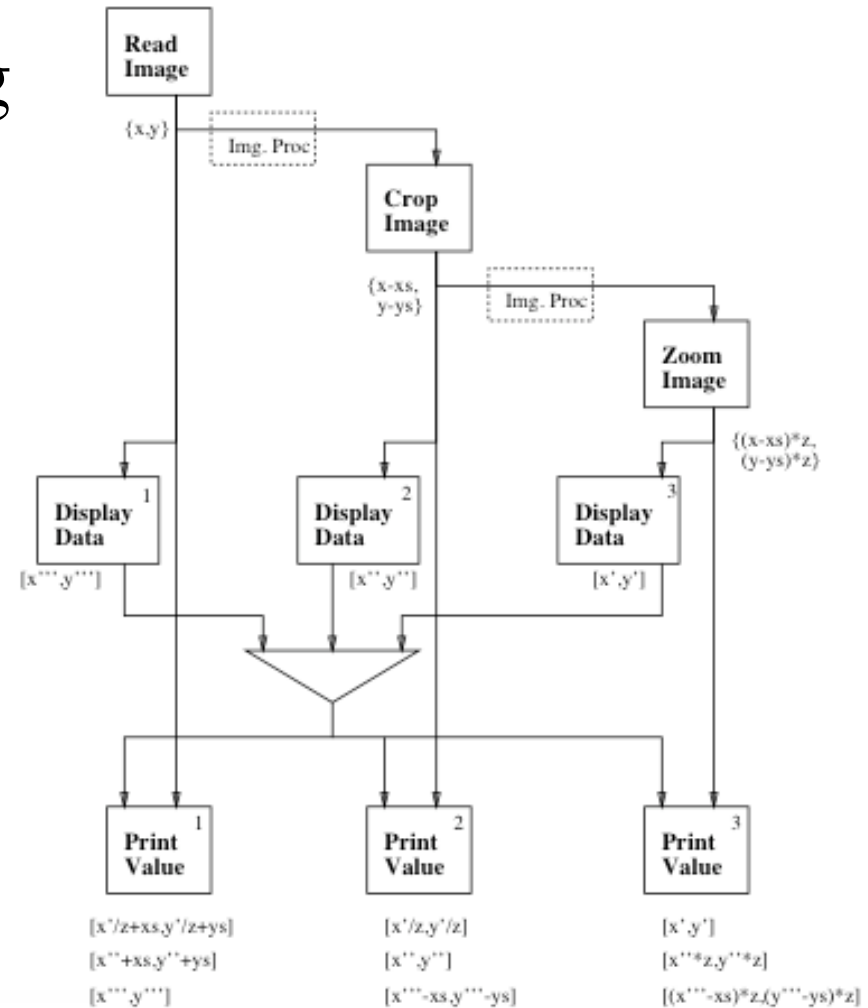 g
Read
Image
{x,y}
Img. Proc
Crop
Image
{x-xs,
y-ys}
Img. Proc
Zoom
Image
{(x-xs)*z,
(y-ys)*z}
1
Display
Data
[x''',y''']
2
Display
Data
[x'',y'']
3
Display
Data
[x',y']
1
Print
Value
2
Print
Value
3
Print
Value
[x'/z+xs,y'/z+ys]
[x''+xs,y''+ys]
[x''',y''']
[x'/z,y'/z]
[x'',y'']
[x'''-xs,y'''-ys]
[x',y']
[x''*z,y''*z]
[(x'''-xs)*z,(y'''-ys)*z]